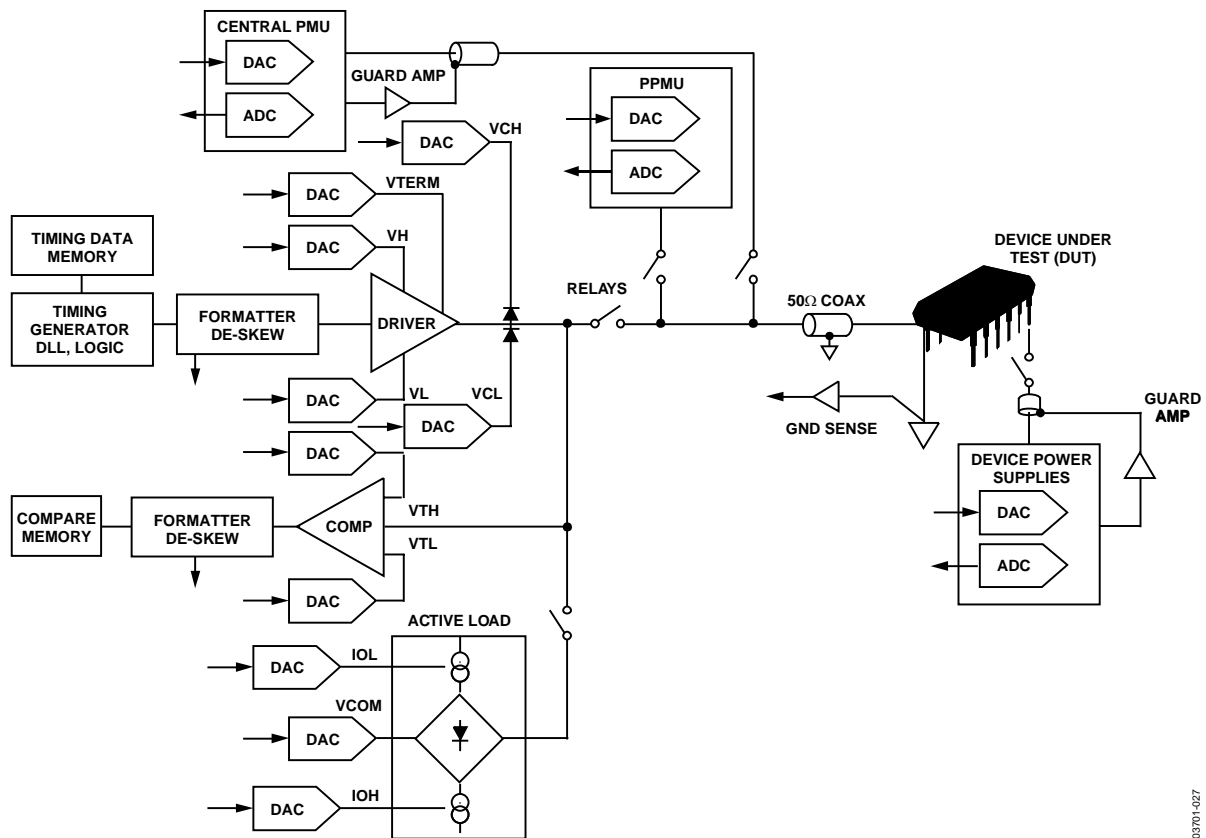 CENTRAL PMU
DAC
ADC
GUARD AMP
VCH
DAC
PPMU
DAC
ADC
VTERM
DAC
VH
DAC
TIMING DATA
MEMORY
TIMING
GENERATOR
DLL, LOGIC
FORMATTER
DE-SKEW
DRIVER
RELAYS
50Ω COAX
DEVICE UNDER
TEST (DUT)
DAC
VL
VCL
DAC
DAC
GND SENSE
GUARD
AMP
DEVICE POWER
SUPPLIES
DAC
ADC
COMPARE
MEMORY
FORMATTER
DE-SKEW
COMP
VTH
VTL
DAC
ACTIVE LOAD
IOL
DAC
VCOM
DAC
IOH
DAC
03701-027